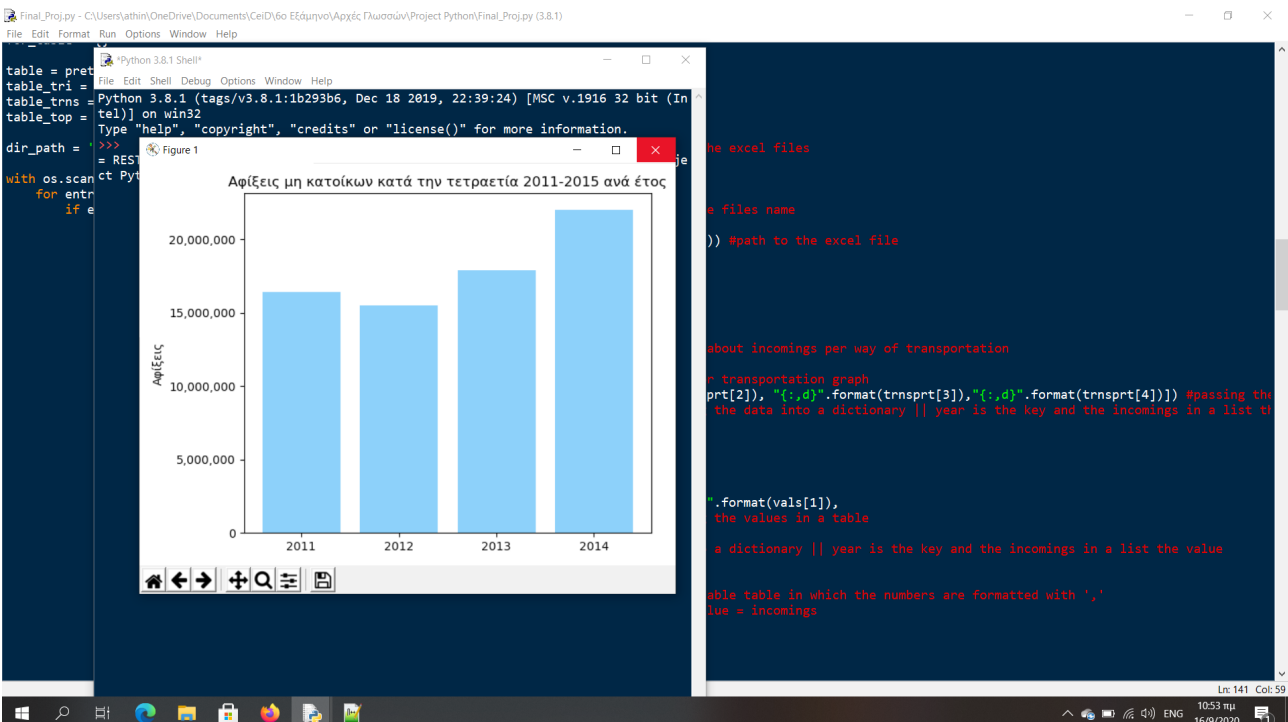 Final_Proj.py - C:\Users\athin\OneDrive\Documents\CeiD\6ο Εξάμηνο\Αρχές Γλωσσών\Project Python\Final_Proj.py (3.8.1)
File Edit Format Run Options Window Help
table = pret
table_tri =
table_trns =
table_top =
dir_path = '
with os.scan
for entr
if e
*Python 3.8.1 Shell*
File Edit Shell Debug Options Window Help
Python 3.8.1 (tags/v3.8.1:1b293b6, Dec 18 2019, 22:39:24) [MSC v.1916 32 bit (In
tel)] on win32
Type "help", "copyright", "credits" or "license()" for more information.
>>>
= REST
je
ct Pyt
Figure 1
Αφίξεις μη κατοίκων κατά την τετραετία 2011-2015 ανά έτος
20,000,000
15,000,000
10,000,000
5,000,000
0
Αφίξεις
2011 2012 2013 2014
he excel files
e files name
)) #path to the excel file
about incomings per way of transportation
r transportation graph
prt[2]), "{:,d}".format(trnsprt[3]),"{:,d}".format(trnsprt[4])]) #passing the
the data into a dictionary || year is the key and the incomings in a list th
".format(vals[1]),
the values in a table
a dictionary || year is the key and the incomings in a list the value
able table in which the numbers are formatted with ','
lue = incomings
Ln: 141 Col: 59
ENG
10:53 πμ
16/9/2020